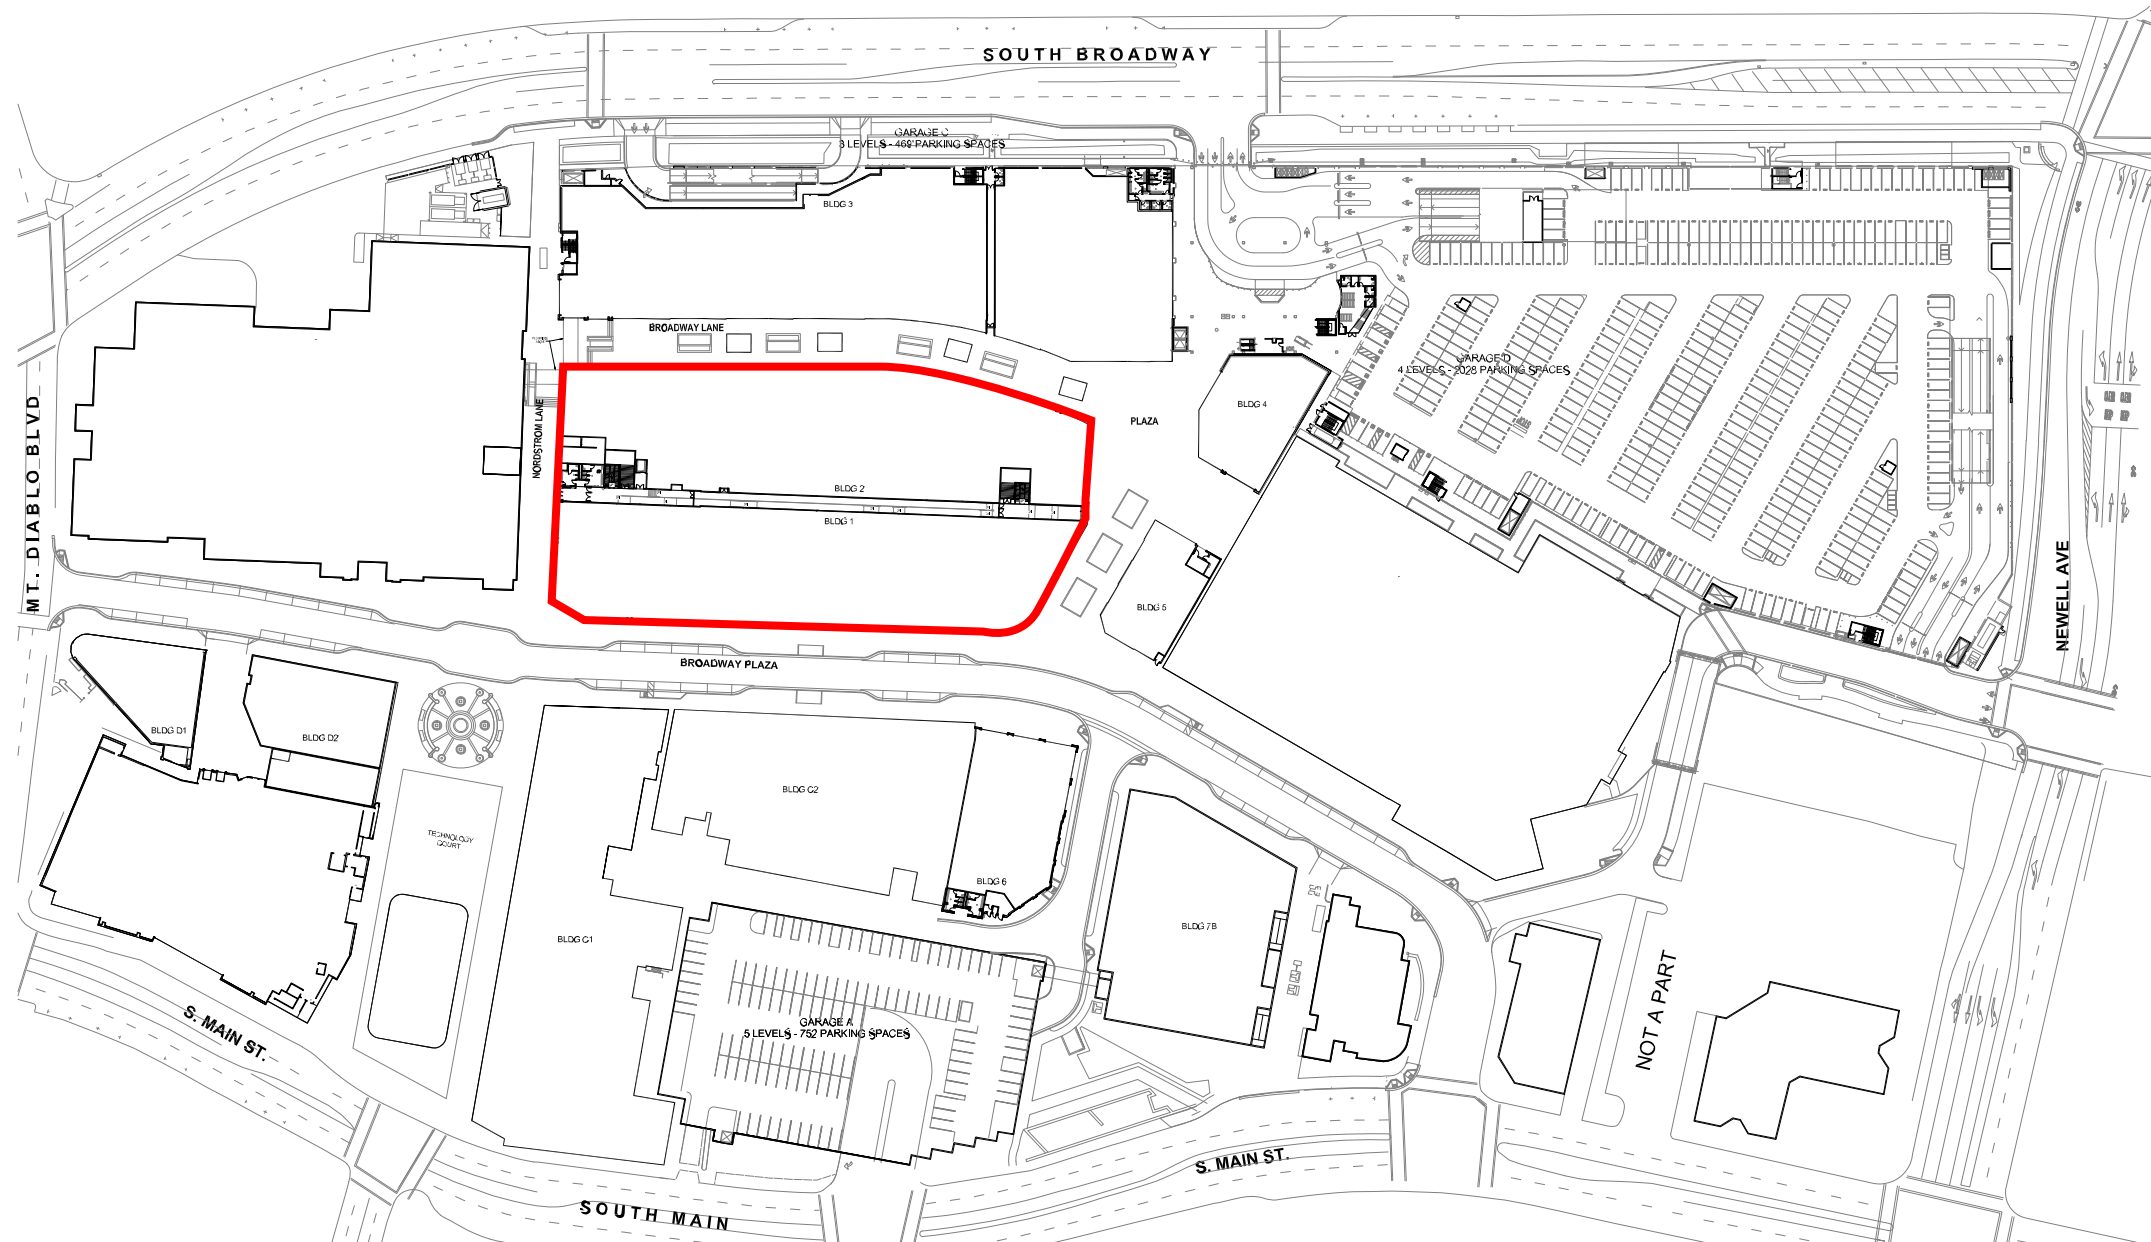 SOUTH BROADWAY
GARAGE C
3 LEVELS - 469 PARKING SPACES
BLDG 3
BROADWAY LANE
GARAGE D
4 LEVELS - 2028 PARKING SPACES
NORDSTROM LANE
PLAZA
BLDG 4
MT. DIABLO BLVD
BLDG 2
BLDG 1
BLDG 5
NEWELL AVE
BROADWAY PLAZA
BLDG D1
BLDG D2
TECHNOLOGY
COURT
BLDG C2
BLDG 6
BLDG C1
BLDG 7B
NOT A PART
GARAGE A
5 LEVELS - 752 PARKING SPACES
S. MAIN ST.
S. MAIN ST.
SOUTH MAIN